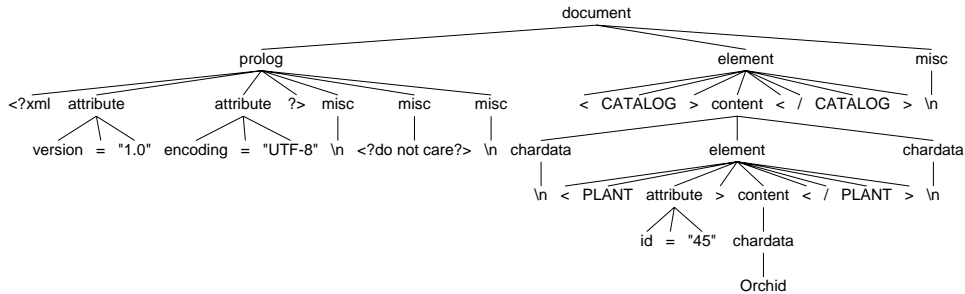 document
prolog element misc
<?xml attribute attribute ?> misc misc misc < CATALOG > content < / CATALOG > \n
version = "1.0" encoding = "UTF-8" \n <?do not care?> \n chardata element chardata
\n < PLANT attribute > content < / PLANT > \n
id = "45" chardata
Orchid